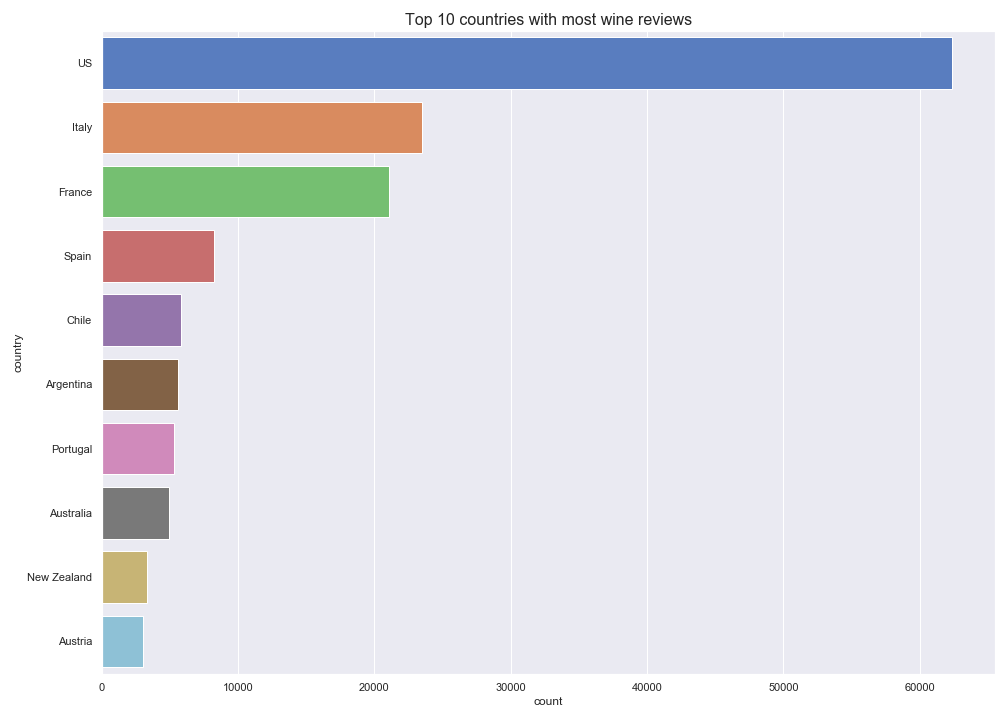 Top 10 countries with most wine reviews
US
Italy
France
Spain
Chile
Argentina
Portugal
Australia
New Zealand
Austria
country
0 10000 20000 30000 40000 50000 60000
count